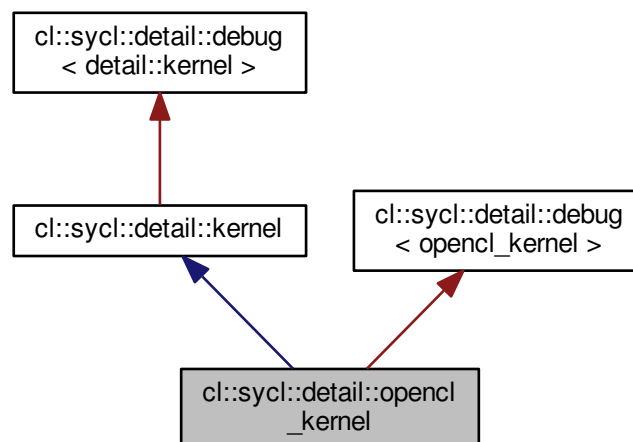 cl::sycl::detail::debug
< detail::kernel >
cl::sycl::detail::kernel
cl::sycl::detail::debug
< opencl_kernel >
cl::sycl::detail::opencl
_kernel